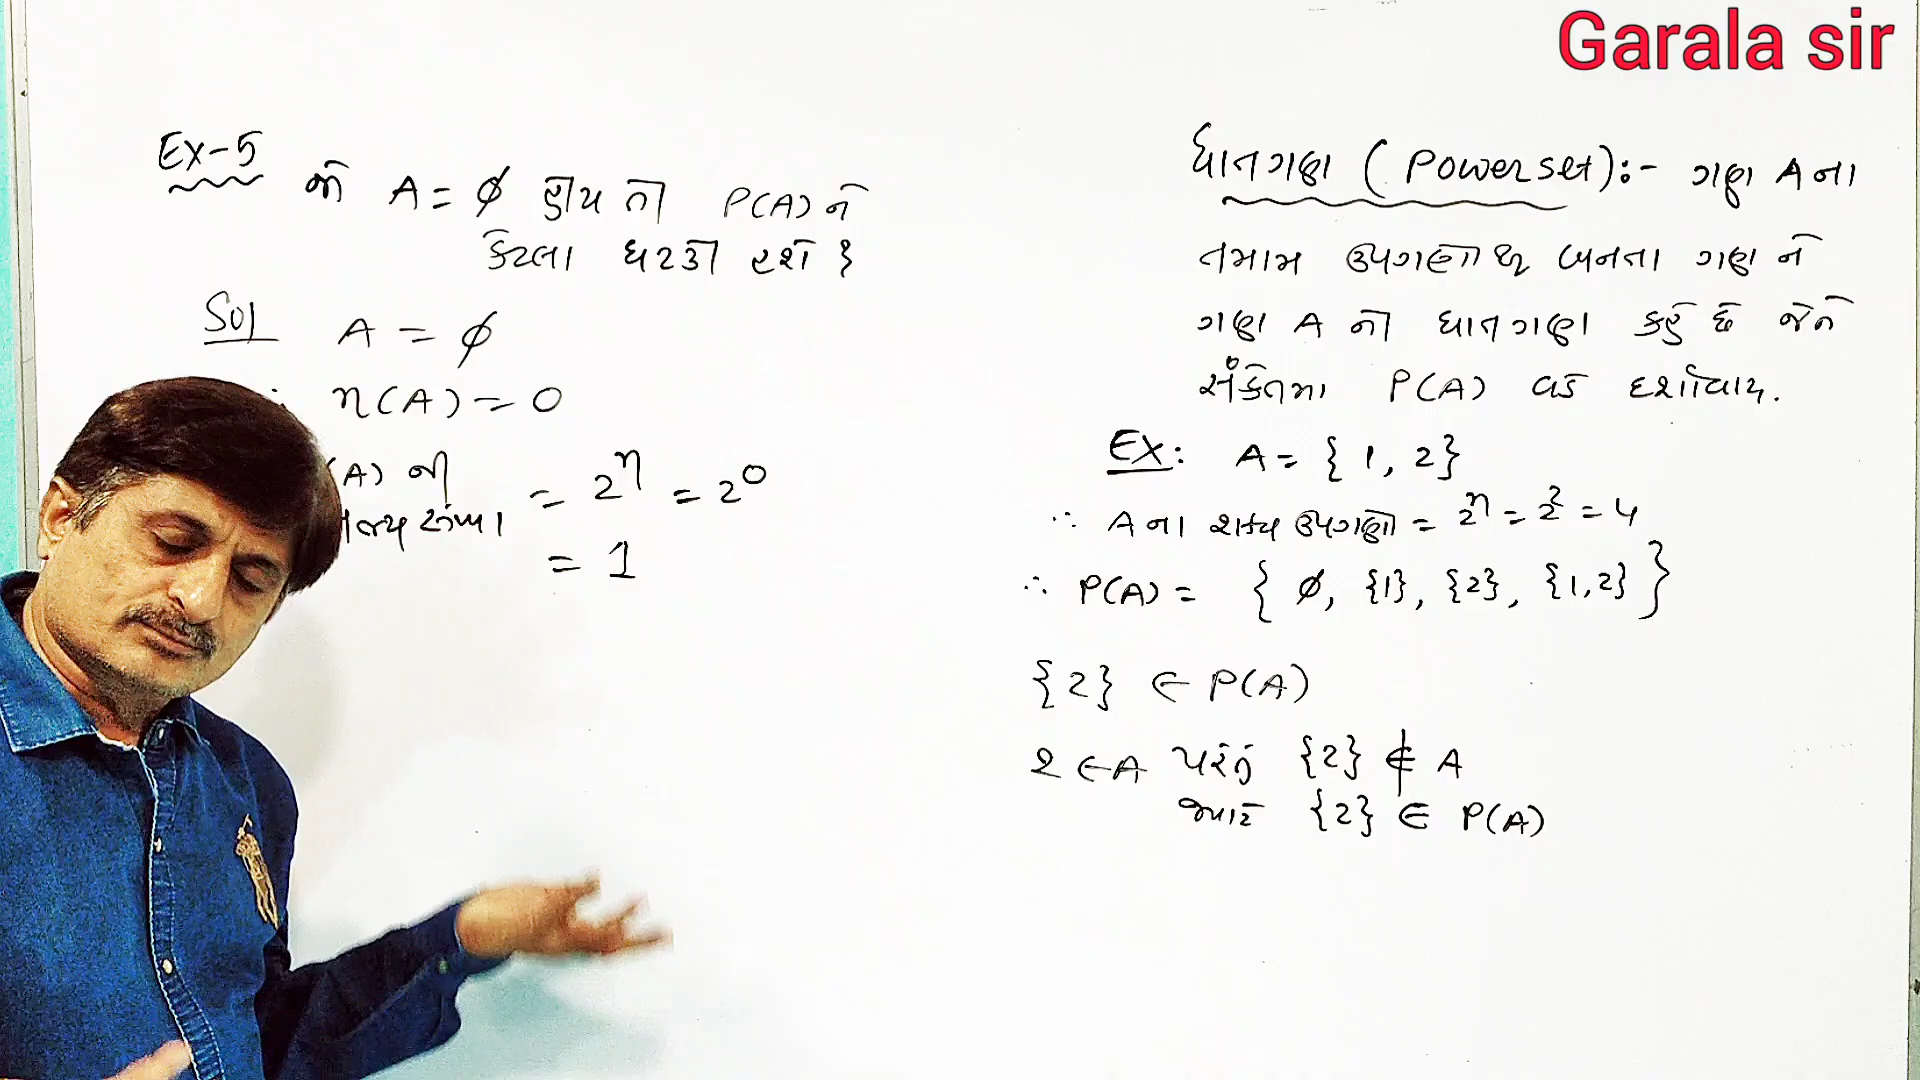 Garala sir
Ex-5 જો A = ∅ હોય તો P(A) ને
કેટલા ઘટકો હશે ?
Sol A = ∅
∴ n(A) = 0
(A) ની = 2ⁿ = 2⁰
સંખ્યા
= 1
ઘાતગણ (Power set):- ગણ A ના
તમામ ઉપગણોથી બનતા ગણ ને
ગણ A નો ઘાતગણ કહે છે જેને
સંકેતમાં P(A) વડે દર્શાવાય.
Ex: A = {1, 2}
∴ A ના શક્ય ઉપગણો = 2ⁿ = 2² = 4
∴ P(A) = { ∅, {1}, {2}, {1,2} }
{2} ∈ P(A)
2 ∈ A પરંતુ {2} ∉ A
માટે {2} ∈ P(A)